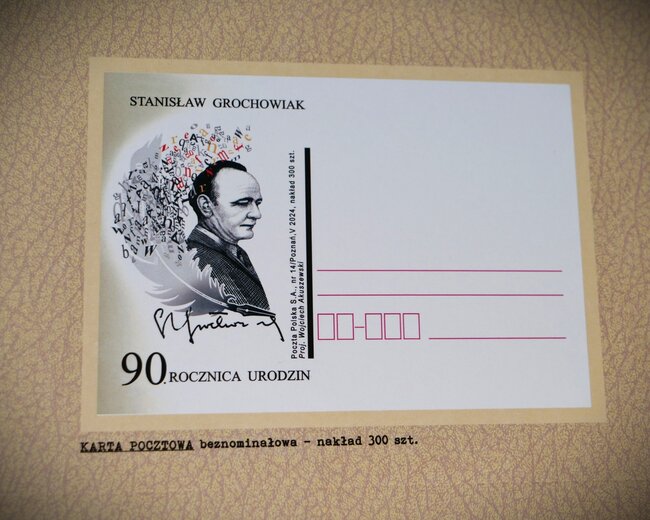 STANISŁAW GROCHOWIAK
90. ROCZNICA URODZIN
Poczta Polska S.A., nr 14/Poznań,V 2024, nakład 300 szt.
Proj. Wojciech Akuszewski
KARTA POCZTOWA beznominałowa - nakład 300 szt.